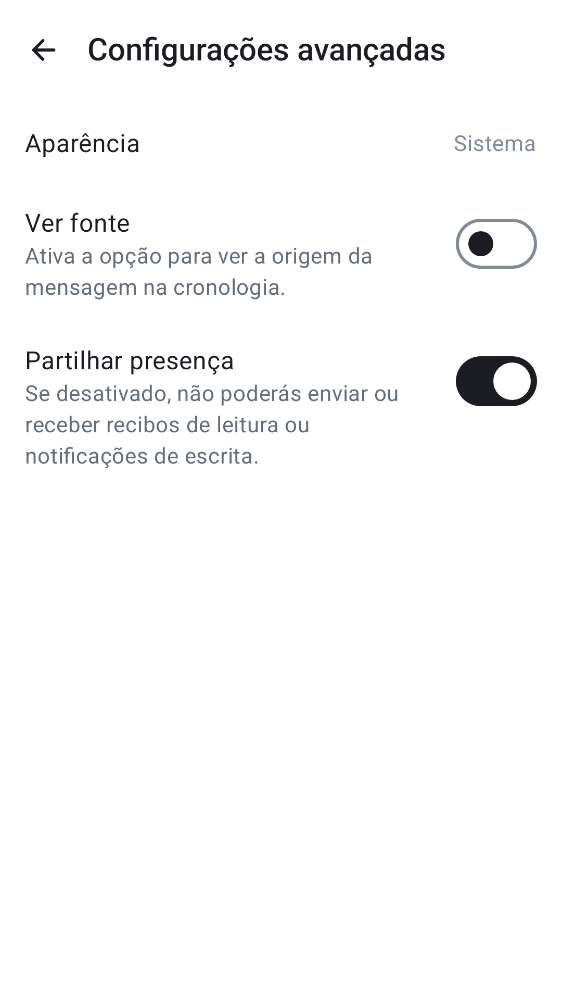 Configurações avançadas
Aparência
Sistema
Ver fonte
Ativa a opção para ver a origem da
mensagem na cronologia.
Partilhar presença
Se desativado, não poderás enviar ou
receber recibos de leitura ou
notificações de escrita.